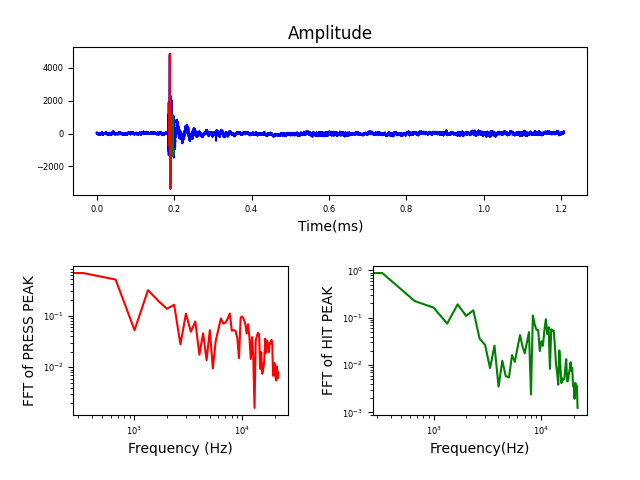 Amplitude
4000
2000
0
−2000
0.0 0.2 0.4 0.6 0.8 1.0 1.2
Time(ms)
FFT of PRESS PEAK
10⁻¹
10⁻²
10³ 10⁴
Frequency (Hz)
FFT of HIT PEAK
10⁰
10⁻¹
10⁻²
10⁻³
10³ 10⁴
Frequency(Hz)